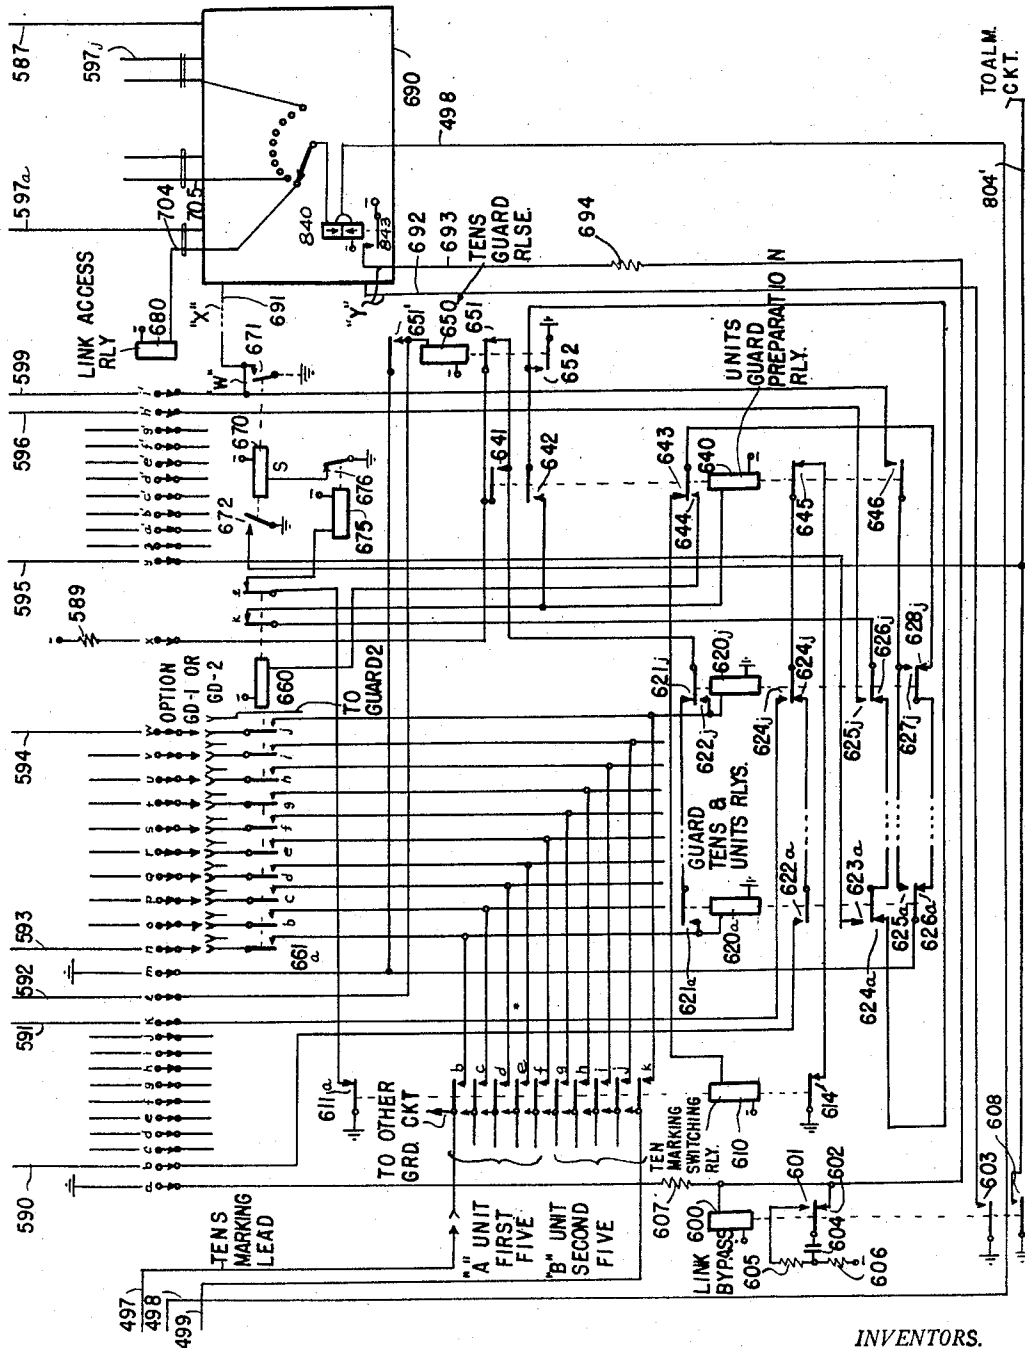 587
597j
597a
704
705
690
498
840
843
LINK ACCESS
RLY
680
"X"
691
"Y"
692
693
TENS
GUARD
RLSE.
694
TO ALM.
CKT.
804'
599
596
595
589
594
593
592
591
590
671
"W"
670
S
672
676
675
651'
650
651
652
641
642
UNITS
GUARD
PREPARATION
RLY.
643
640
644
645
646
i'
h'
g'
f'
e'
d'
c'
b'
a'
z
y
x
l
k
OPTION
GD-1 OR
GD-2
660
TO
GUARD 2
w
v
u
t
s
r
q
p
o
n
m
l
k
j
i
h
g
f
e
d
c
b
a
j
i
h
g
f
e
d
c
b
661
a
621j
620j
622j
624j
624j
625j
626j
627j
628j
GUARD
TENS &
UNITS RLYS.
621a
620a
622a
623a
624a
625a
626a
611a
TO OTHER
GRD. CKT
b
c
d
e
f
g
h
i
j
k
TENS
MARKING
LEAD
497
498
499
"A" UNIT
FIRST
FIVE
"B" UNIT
SECOND
FIVE
TEN
MARKING
SWITCHING
RLY.
610
614
607
600
LINK
BYPASS
601
602
604
605
606
603
608
INVENTORS.